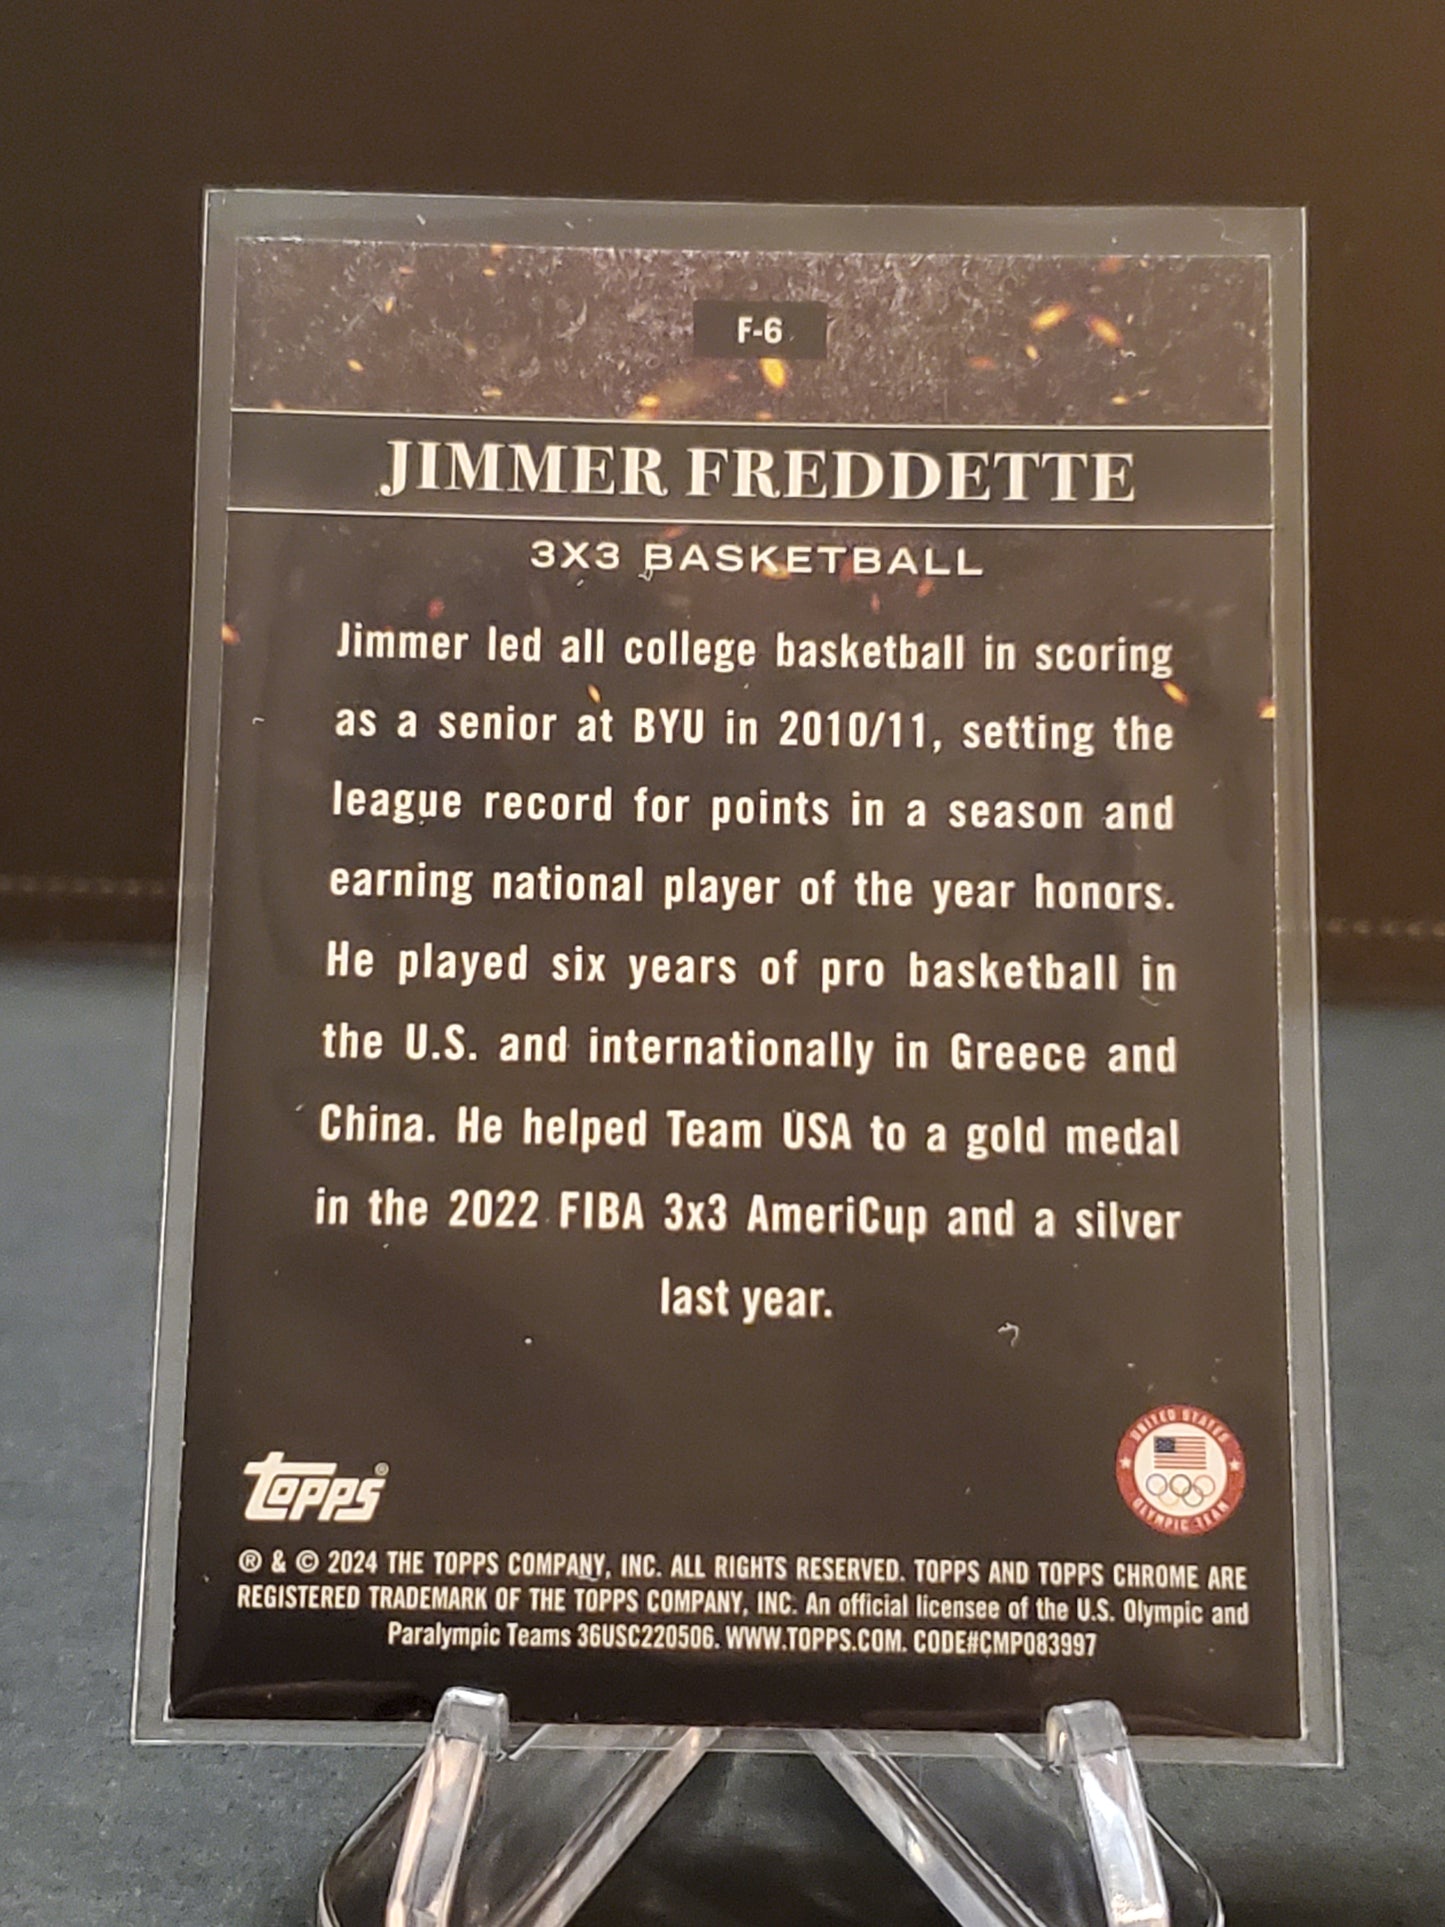 F-6
JIMMER FREDDETTE
3X3 BASKETBALL
Jimmer led all college basketball in scoring
as a senior at BYU in 2010/11, setting the
league record for points in a season and
earning national player of the year honors.
He played six years of pro basketball in
the U.S. and internationally in Greece and
China. He helped Team USA to a gold medal
in the 2022 FIBA 3x3 AmeriCup and a silver
last year.
UNITED STATES
OLYMPIC TEAM
topps®
® & © 2024 THE TOPPS COMPANY, INC. ALL RIGHTS RESERVED. TOPPS AND TOPPS CHROME ARE
REGISTERED TRADEMARK OF THE TOPPS COMPANY, INC. An official licensee of the U.S. Olympic and
Paralympic Teams 36USC220506. WWW.TOPPS.COM. CODE#CMP083997